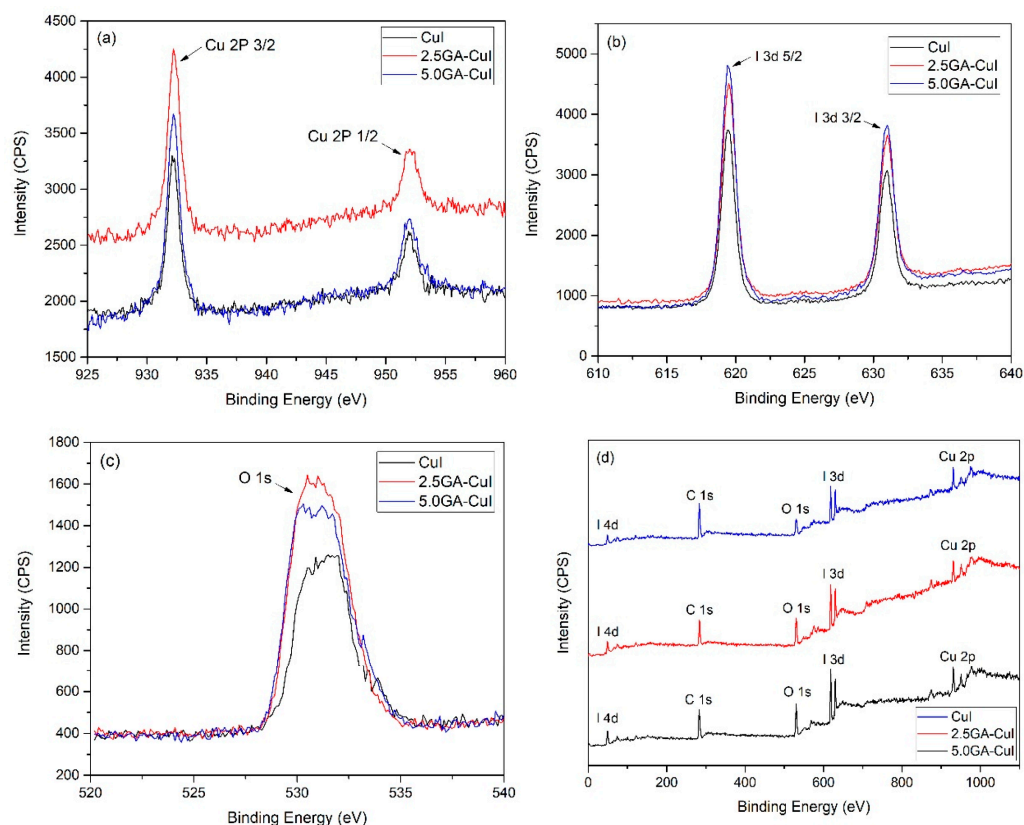 (a)
Cu 2P 3/2
Cu 2P 1/2
CuI
2.5GA-CuI
5.0GA-CuI
4500
4000
3500
3000
2500
2000
1500
Intensity (CPS)
925 930 935 940 945 950 955 960
Binding Energy (eV)
(b)
I 3d 5/2
I 3d 3/2
CuI
2.5GA-CuI
5.0GA-CuI
5000
4000
3000
2000
1000
0
Intensity (CPS)
610 615 620 625 630 635 640
Binding Energy (eV)
(c)
O 1s
CuI
2.5GA-CuI
5.0GA-CuI
1800
1600
1400
1200
1000
800
600
400
200
Intensity (CPS)
520 525 530 535 540
Binding Energy (eV)
(d)
I 4d
C 1s
O 1s
I 3d
Cu 2p
I 4d
C 1s
O 1s
I 3d
Cu 2p
I 4d
C 1s
O 1s
I 3d
Cu 2p
CuI
2.5GA-CuI
5.0GA-CuI
Intensity (CPS)
0 200 400 600 800 1000
Binding Energy (eV)